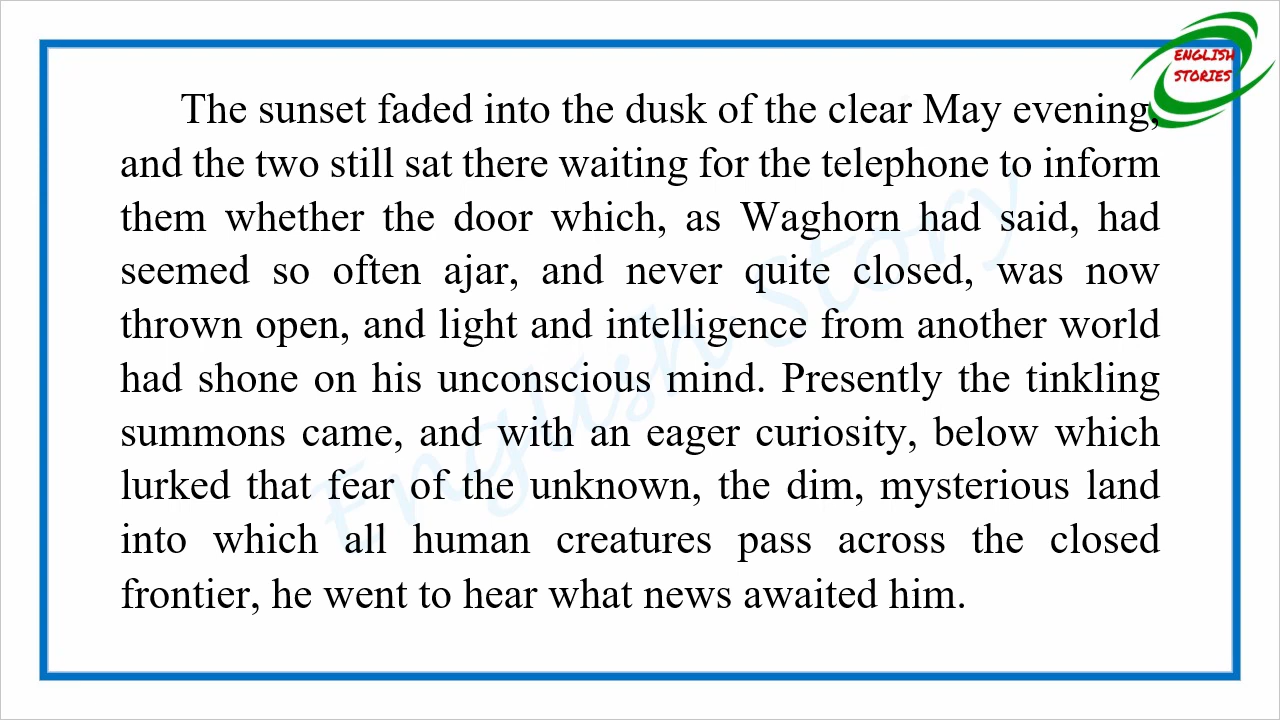 ENGLISH
STORIES
The sunset faded into the dusk of the clear May evening,
and the two still sat there waiting for the telephone to inform
them whether the door which, as Waghorn had said, had
seemed so often ajar, and never quite closed, was now
thrown open, and light and intelligence from another world
had shone on his unconscious mind. Presently the tinkling
summons came, and with an eager curiosity, below which
lurked that fear of the unknown, the dim, mysterious land
into which all human creatures pass across the closed
frontier, he went to hear what news awaited him.
English Story